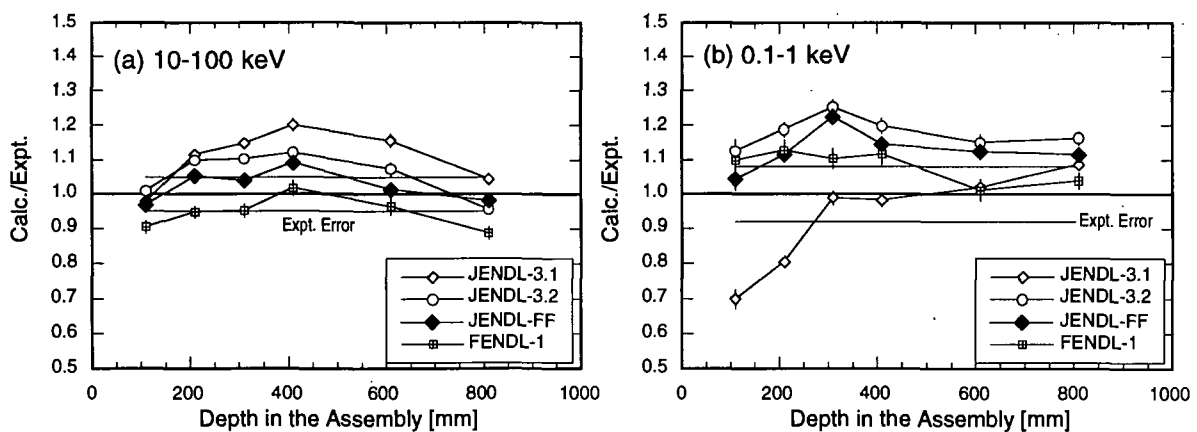 (a) 10-100 keV
Calc./Expt.
1.5
1.4
1.3
1.2
1.1
1.0
0.9
0.8
0.7
0.6
0.5
Expt. Error
JENDL-3.1
JENDL-3.2
JENDL-FF
FENDL-1
0 200 400 600 800 1000
Depth in the Assembly [mm]
(b) 0.1-1 keV
Calc./Expt.
1.5
1.4
1.3
1.2
1.1
1.0
0.9
0.8
0.7
0.6
0.5
Expt. Error
JENDL-3.1
JENDL-3.2
JENDL-FF
FENDL-1
0 200 400 600 800 1000
Depth in the Assembly [mm]